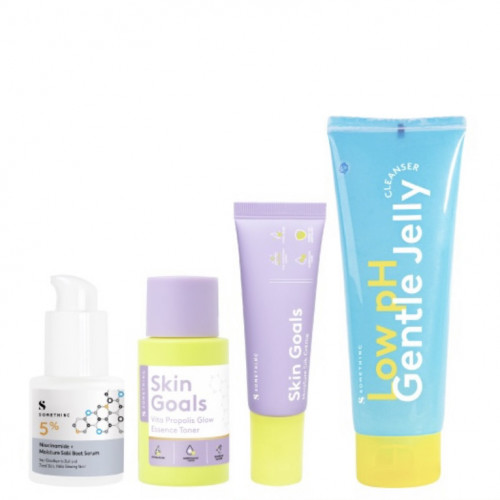 S
SOMETHINC
5%
Niacinamide +
Moisture Sabi Beet Serum
Skin
Goals
Vita Propolis Glow
Essence Toner
S SOMETHINC
Skin Goals
S SOMETHINC
CLEANSER
Low pH
Gentle Jelly
S SOMETHINC